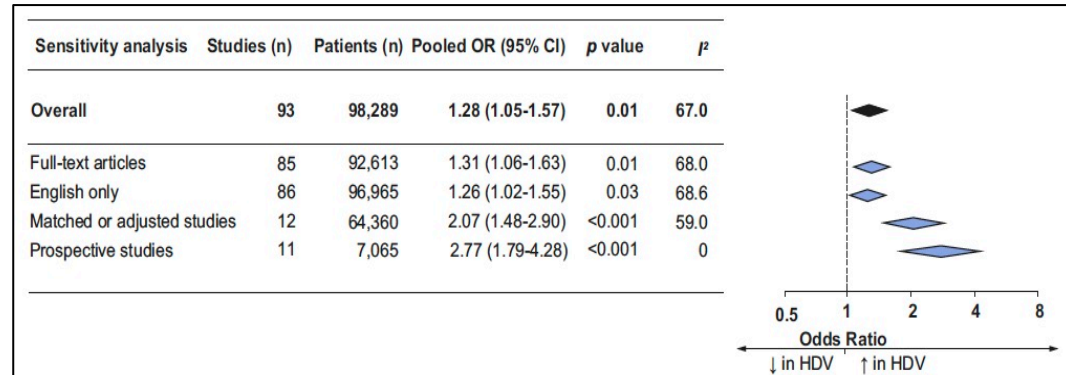 Sensitivity analysis Studies (n) Patients (n) Pooled OR (95% CI) p value I²
Overall 93 98,289 1.28 (1.05-1.57) 0.01 67.0
Full-text articles 85 92,613 1.31 (1.06-1.63) 0.01 68.0
English only 86 96,965 1.26 (1.02-1.55) 0.03 68.6
Matched or adjusted studies 12 64,360 2.07 (1.48-2.90) <0.001 59.0
Prospective studies 11 7,065 2.77 (1.79-4.28) <0.001 0
0.5 1 2 4 8
Odds Ratio
↓ in HDV ↑ in HDV